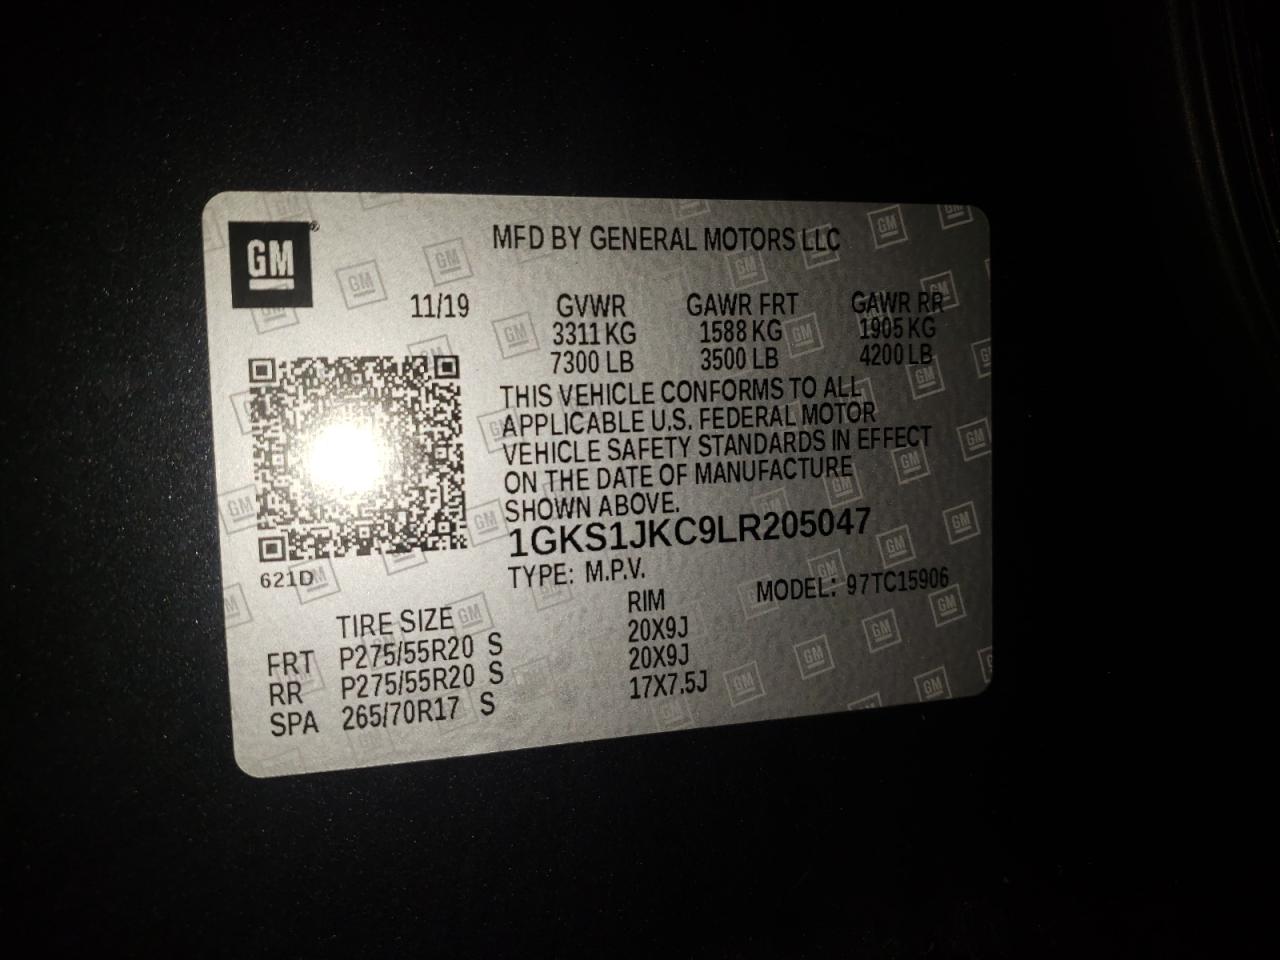 GM ®
MFD BY GENERAL MOTORS LLC
11/19 GVWR GAWR FRT GAWR RR
3311 KG 1588 KG 1905 KG
7300 LB 3500 LB 4200 LB
THIS VEHICLE CONFORMS TO ALL
APPLICABLE U.S. FEDERAL MOTOR
VEHICLE SAFETY STANDARDS IN EFFECT
ON THE DATE OF MANUFACTURE
SHOWN ABOVE.
1GKS1JKC9LR205047
621D
TYPE: M.P.V. MODEL: 97TC15906
TIRE SIZE RIM
FRT P275/55R20 S 20X9J
RR P275/55R20 S 20X9J
SPA 265/70R17 S 17X7.5J